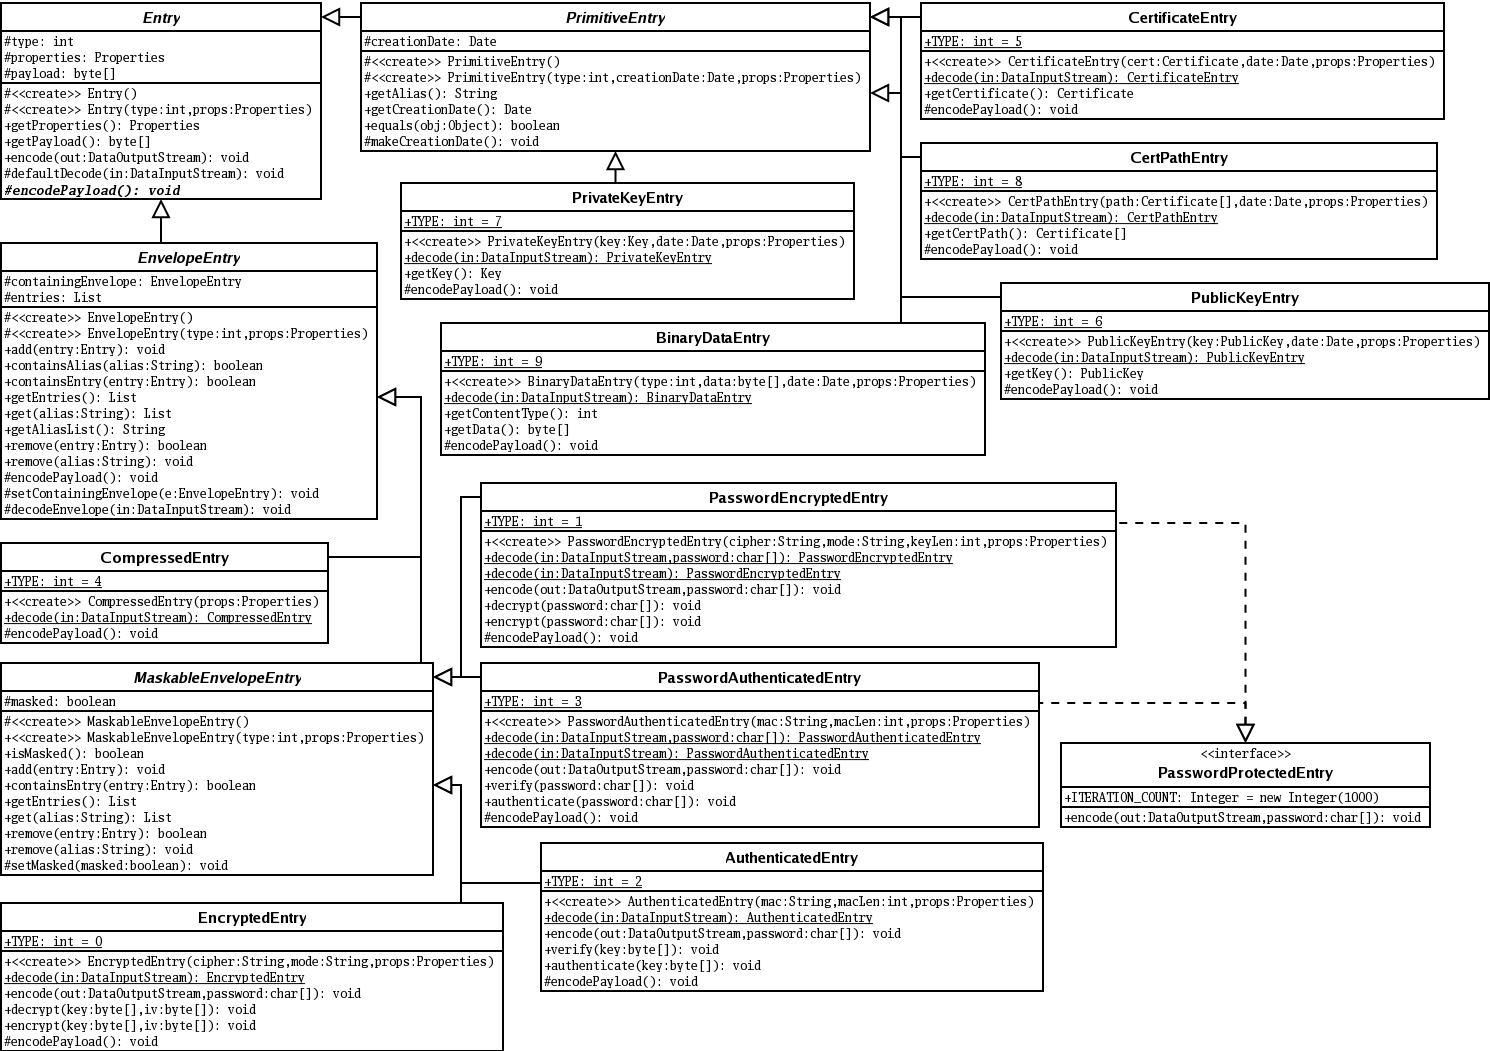 Entry
#type: int
#properties: Properties
#payload: byte[]
#<<create>> Entry()
#<<create>> Entry(type:int,props:Properties)
+getProperties(): Properties
+getPayload(): byte[]
+encode(out:DataOutputStream): void
#defaultDecode(in:DataInputStream): void
#encodePayload(): void
PrimitiveEntry
#creationDate: Date
#<<create>> PrimitiveEntry()
#<<create>> PrimitiveEntry(type:int,creationDate:Date,props:Properties)
+getAlias(): String
+getCreationDate(): Date
+equals(obj:Object): boolean
#makeCreationDate(): void
CertificateEntry
+TYPE: int = 5
+<<create>> CertificateEntry(cert:Certificate,date:Date,props:Properties)
+decode(in:DataInputStream): CertificateEntry
+getCertificate(): Certificate
#encodePayload(): void
CertPathEntry
+TYPE: int = 8
+<<create>> CertPathEntry(path:Certificate[],date:Date,props:Properties)
+decode(in:DataInputStream): CertPathEntry
+getCertPath(): Certificate[]
#encodePayload(): void
PrivateKeyEntry
+TYPE: int = 7
+<<create>> PrivateKeyEntry(key:Key,date:Date,props:Properties)
+decode(in:DataInputStream): PrivateKeyEntry
+getKey(): Key
#encodePayload(): void
EnvelopeEntry
#containingEnvelope: EnvelopeEntry
#entries: List
#<<create>> EnvelopeEntry()
#<<create>> EnvelopeEntry(type:int,props:Properties)
+add(entry:Entry): void
+containsAlias(alias:String): boolean
+containsEntry(entry:Entry): boolean
+getEntries(): List
+get(alias:String): List
+getAliasList(): String
+remove(entry:Entry): boolean
+remove(alias:String): void
#encodePayload(): void
#setContainingEnvelope(e:EnvelopeEntry): void
#decodeEnvelope(in:DataInputStream): void
PublicKeyEntry
+TYPE: int = 6
+<<create>> PublicKeyEntry(key:PublicKey,date:Date,props:Properties)
+decode(in:DataInputStream): PublicKeyEntry
+getKey(): PublicKey
#encodePayload(): void
BinaryDataEntry
+TYPE: int = 9
+<<create>> BinaryDataEntry(type:int,data:byte[],date:Date,props:Properties)
+decode(in:DataInputStream): BinaryDataEntry
+getContentType(): int
+getData(): byte[]
#encodePayload(): void
PasswordEncryptedEntry
+TYPE: int = 1
+<<create>> PasswordEncryptedEntry(cipher:String,mode:String,keyLen:int,props:Properties)
+decode(in:DataInputStream,password:char[]): PasswordEncryptedEntry
+decode(in:DataInputStream): PasswordEncryptedEntry
+encode(out:DataOutputStream,password:char[]): void
+decrypt(password:char[]): void
+encrypt(password:char[]): void
#encodePayload(): void
CompressedEntry
+TYPE: int = 4
+<<create>> CompressedEntry(props:Properties)
+decode(in:DataInputStream): CompressedEntry
#encodePayload(): void
MaskableEnvelopeEntry
#masked: boolean
#<<create>> MaskableEnvelopeEntry()
+<<create>> MaskableEnvelopeEntry(type:int,props:Properties)
+isMasked(): boolean
+add(entry:Entry): void
+containsEntry(entry:Entry): boolean
+getEntries(): List
+get(alias:String): List
+remove(entry:Entry): boolean
+remove(alias:String): void
#setMasked(masked:boolean): void
PasswordAuthenticatedEntry
+TYPE: int = 3
+<<create>> PasswordAuthenticatedEntry(mac:String,macLen:int,props:Properties)
+decode(in:DataInputStream,password:char[]): PasswordAuthenticatedEntry
+decode(in:DataInputStream): PasswordAuthenticatedEntry
+encode(out:DataOutputStream,password:char[]): void
+verify(password:char[]): void
+authenticate(password:char[]): void
#encodePayload(): void
<<interface>>
PasswordProtectedEntry
+ITERATION_COUNT: Integer = new Integer(1000)
+encode(out:DataOutputStream,password:char[]): void
AuthenticatedEntry
+TYPE: int = 2
+<<create>> AuthenticatedEntry(mac:String,macLen:int,props:Properties)
+decode(in:DataInputStream): AuthenticatedEntry
+encode(out:DataOutputStream,password:char[]): void
+verify(key:byte[]): void
+authenticate(key:byte[]): void
#encodePayload(): void
EncryptedEntry
+TYPE: int = 0
+<<create>> EncryptedEntry(cipher:String,mode:String,props:Properties)
+decode(in:DataInputStream): EncryptedEntry
+encode(out:DataOutputStream,password:char[]): void
+decrypt(key:byte[],iv:byte[]): void
+encrypt(key:byte[],iv:byte[]): void
#encodePayload(): void